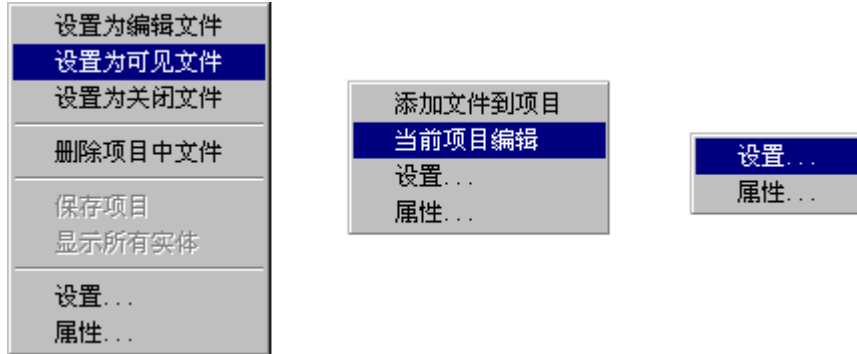 设置为编辑文件
设置为可见文件
设置为关闭文件
删除项目中文件
保存项目
显示所有实体
设置...
属性...
添加文件到项目
当前项目编辑
设置...
属性...
设置...
属性...